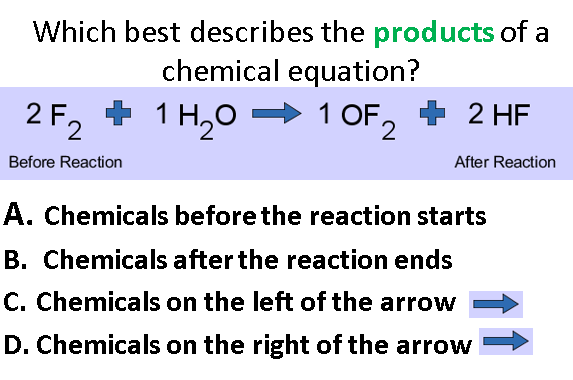 Which best describes the products of a
chemical equation?
2 F₂ + 1 H₂O → 1 OF₂ + 2 HF
Before Reaction After Reaction
A. Chemicals before the reaction starts
B. Chemicals after the reaction ends
C. Chemicals on the left of the arrow →
D. Chemicals on the right of the arrow →